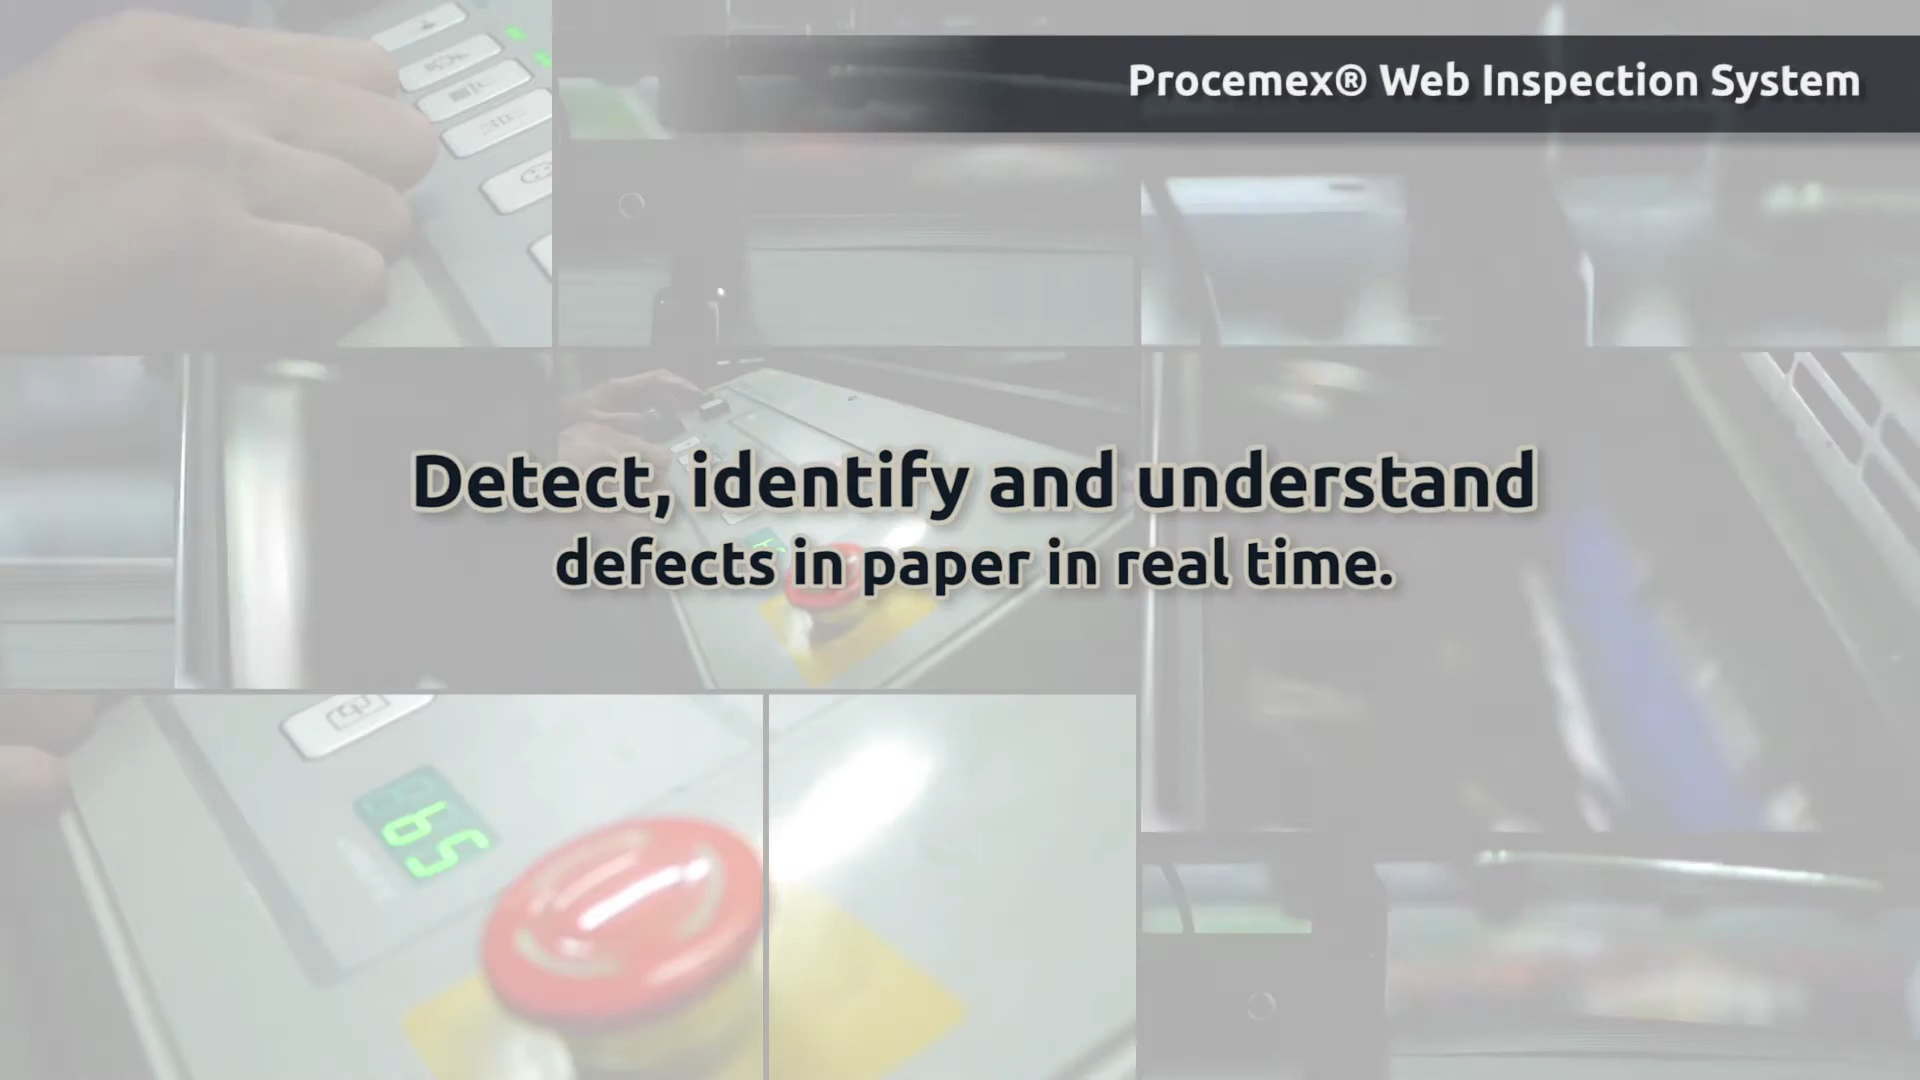 Procemex® Web Inspection System
Detect, identify and understand
defects in paper in real time.
65